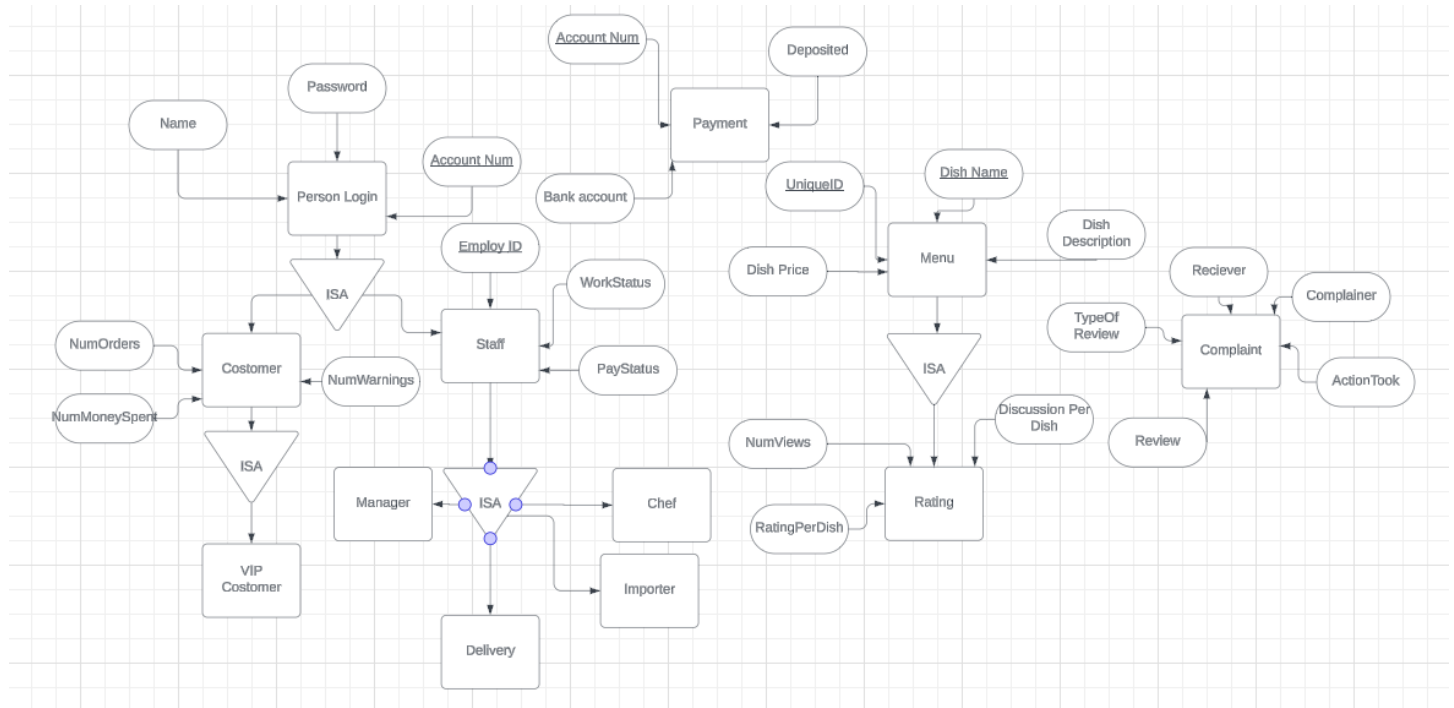 Account Num
Deposited
Password
Name
Payment
Account Num
Dish Name
UniqueID
Person Login
Bank account
Dish
Description
Employ ID
Menu
Dish Price
Reciever
WorkStatus
ISA
Complainer
TypeOf
Review
NumOrders
Staff
Complaint
Costomer
ISA
PayStatus
NumWarnings
ActionTook
NumMoneySpent
Discussion Per
Dish
NumViews
Review
ISA
Manager
ISA
Chef
Rating
RatingPerDish
VIP
Costomer
Importer
Delivery